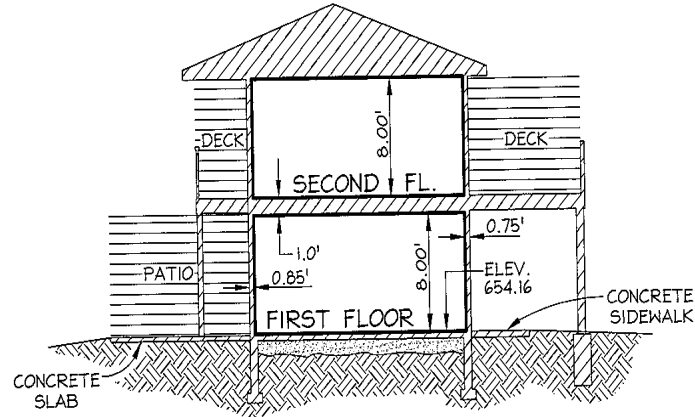 DECK
DECK
8.00'
SECOND FL.
1.0'
0.75'
8.00'
PATIO
0.85'
ELEV.
654.16
FIRST FLOOR
CONCRETE
SIDEWALK
CONCRETE
SLAB